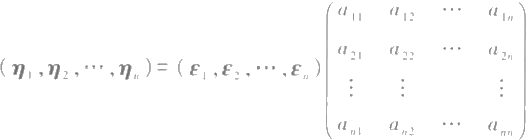 ( η₁ , η₂ , ⋯ , ηₙ ) = ( ε₁ , ε₂ , ⋯ , εₙ ) ( a₁₁ a₁₂ ⋯ a₁ₙ
a₂₁ a₂₂ ⋯ a₂ₙ
⋮ ⋮ ⋮
aₙ₁ aₙ₂ ⋯ aₙₙ )